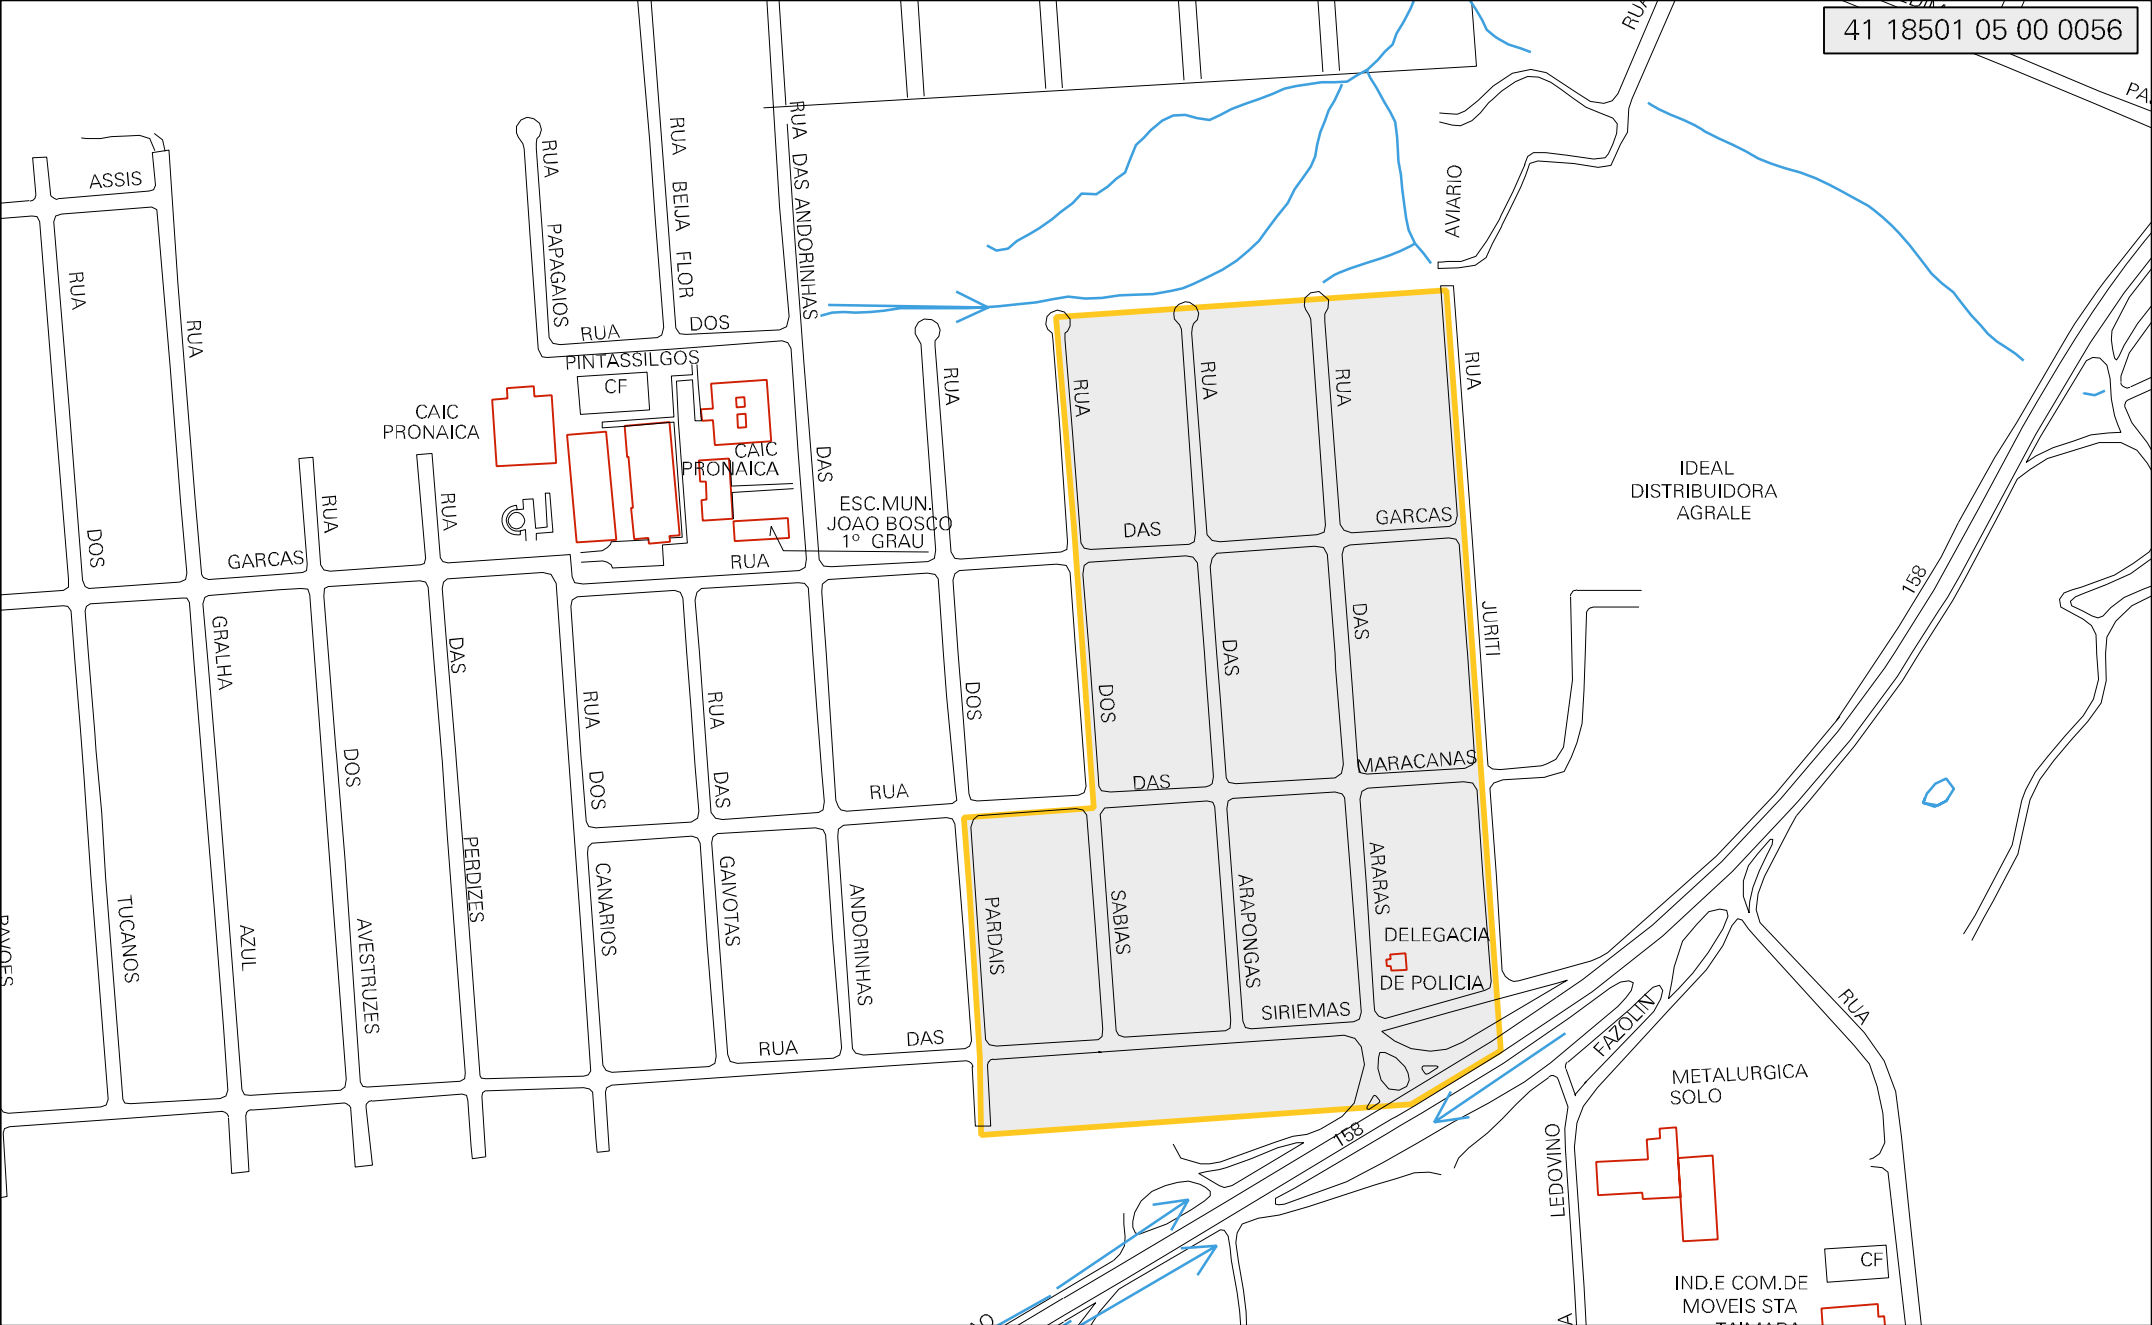 41 18501 05 00 0056
RUA
ASSIS
RUA
RUA
DOS
RUA
PAPAGAIOS
RUA
BEIJA
FLOR
RUA
DAS ANDORINHAS
RUA
DOS
PINTASSILGOS
CF
CAIC
PRONAICA
CAIC
PRONAICA
DAS
ESC.MUN.
JOAO BOSCO
1º GRAU
RUA
AVIARIO
RUA
RUA
RUA
RUA
DAS
GARCAS
IDEAL
DISTRIBUIDORA
AGRALE
158
RUA
RUA
GARCAS
RUA
GRALHA
DAS
DOS
RUA
DOS
RUA
DAS
RUA
DOS
DOS
DAS
DAS
JURITI
DAS
MARACANAS
TUCANOS
AZUL
AVESTRUZES
PERDIZES
CANARIOS
GAIVOTAS
ANDORINHAS
PARDAIS
SABIAS
ARAPONGAS
ARARAS
DELEGACIA
DE POLICIA
SIRIEMAS
RUA
DAS
158
FAZOLIN
LEDOVINO
RUA
METALURGICA
SOLO
CF
IND.E COM.DE
MOVEIS STA